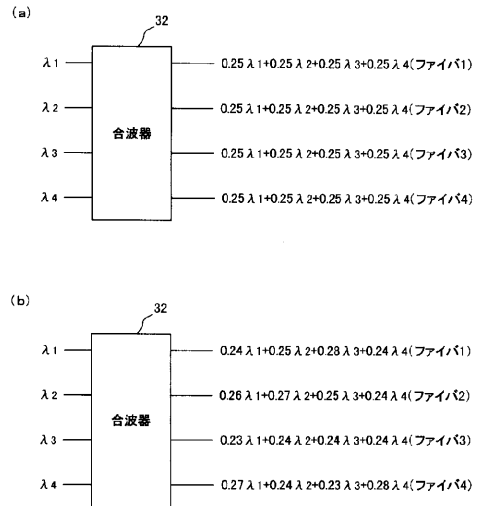 (a)
32
λ1 0.25λ1+0.25λ2+0.25λ3+0.25λ4(ファイバ1)
λ2 0.25λ1+0.25λ2+0.25λ3+0.25λ4(ファイバ2)
合波器
λ3 0.25λ1+0.25λ2+0.25λ3+0.25λ4(ファイバ3)
λ4 0.25λ1+0.25λ2+0.25λ3+0.25λ4(ファイバ4)
(b)
32
λ1 0.24λ1+0.25λ2+0.28λ3+0.24λ4(ファイバ1)
λ2 0.26λ1+0.27λ2+0.25λ3+0.24λ4(ファイバ2)
合波器
λ3 0.23λ1+0.24λ2+0.24λ3+0.24λ4(ファイバ3)
λ4 0.27λ1+0.24λ2+0.23λ3+0.28λ4(ファイバ4)